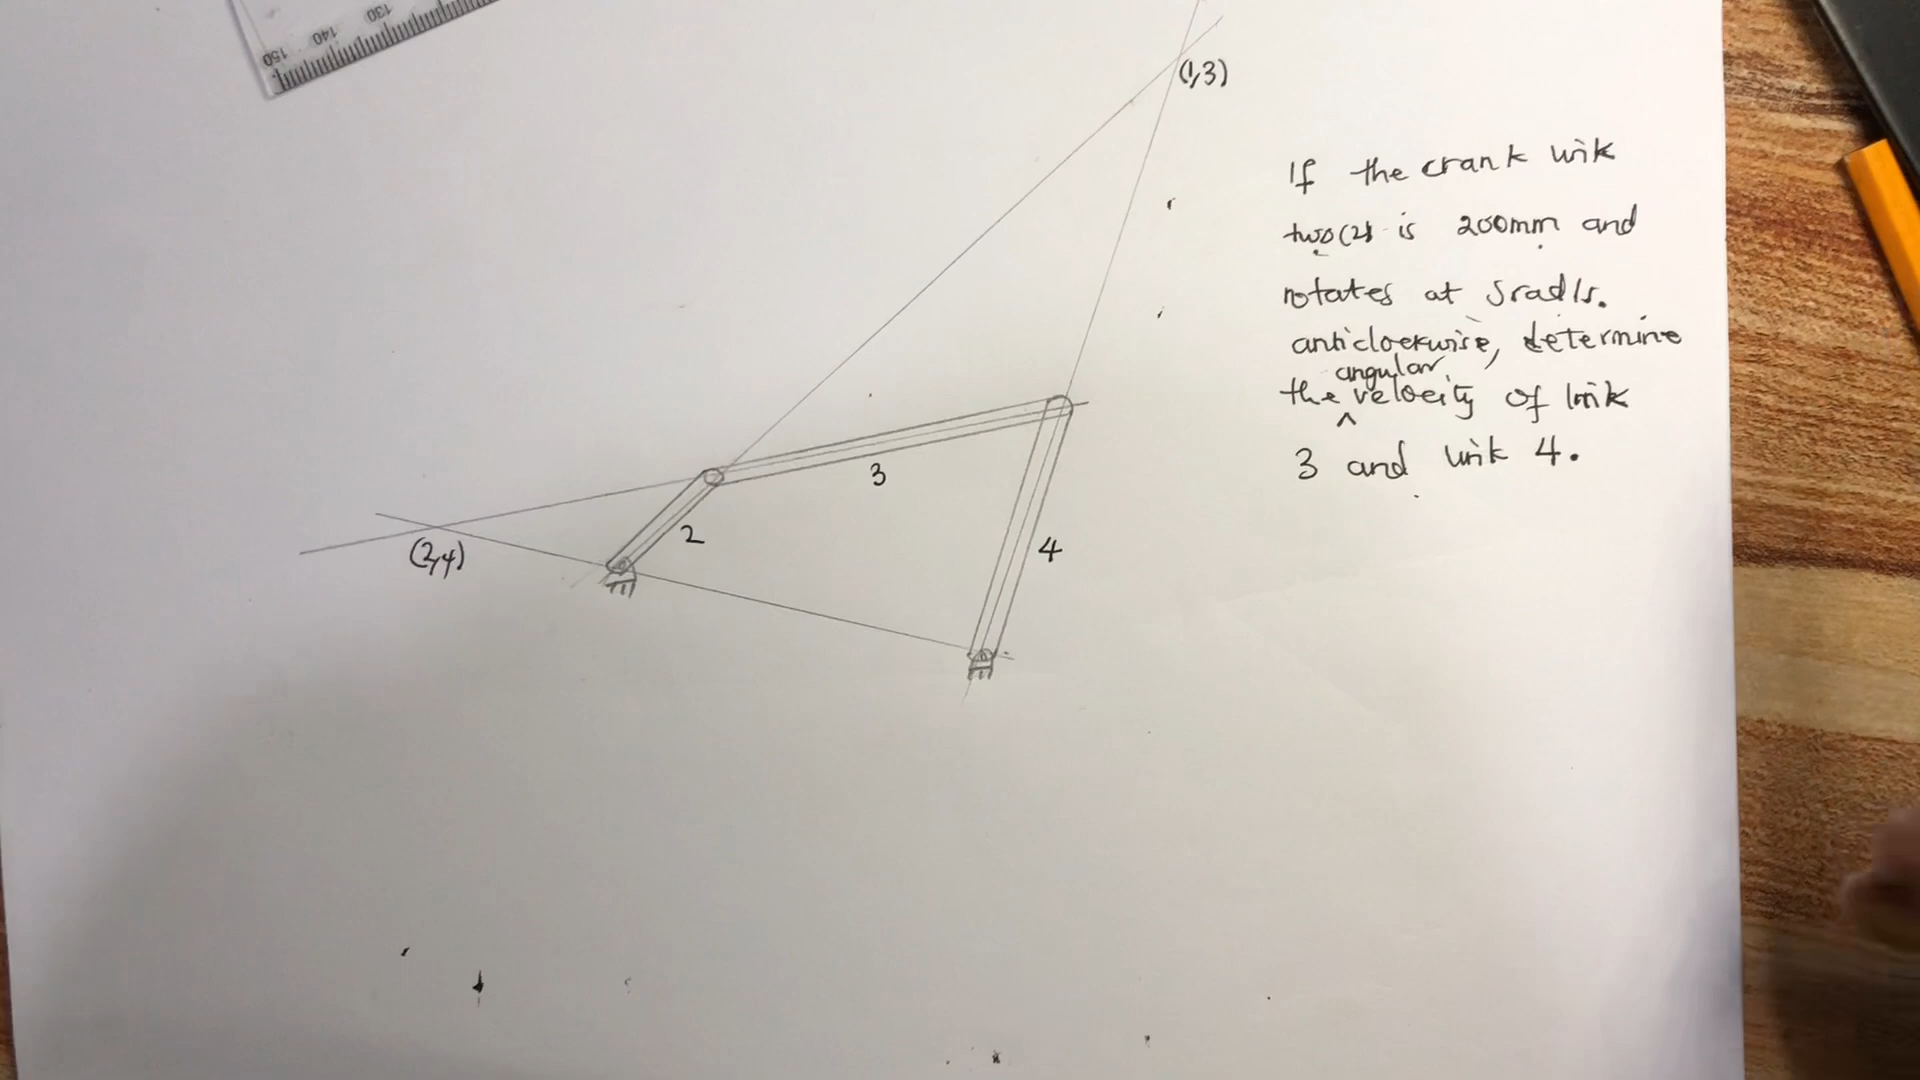 150 140 130
(1,3)
If the crank link
two(2) is 200mm and
rotates at 5rad/s.
anticlockwise, determine
angular
the ^ velocity of link
3 and link 4.
3
2
(2,4)
4